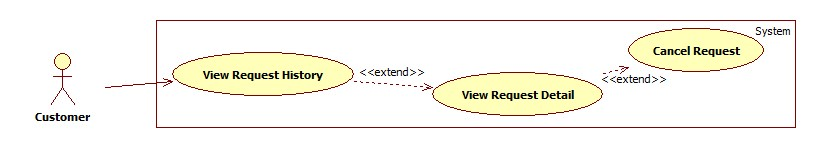 System
Cancel Request
View Request History
<<extend>>
<<extend>>
View Request Detail
Customer